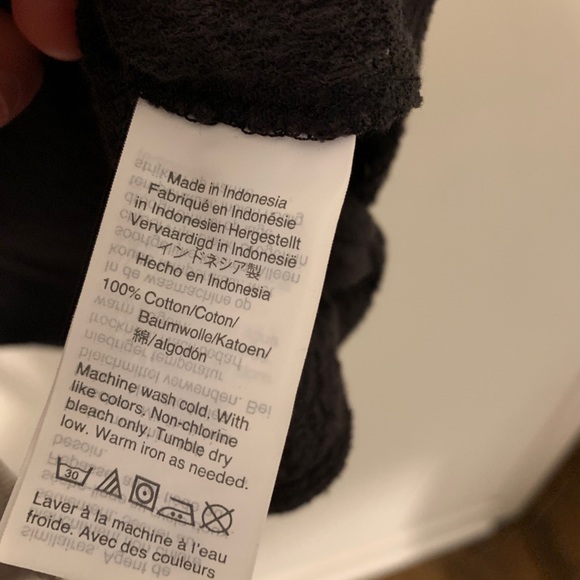 Made in Indonesia
Fabriqué en Indonésie
in Indonesien Hergestellt
Vervaardigd in Indonesië
インドネシア製
Hecho en Indonesia
100% Cotton/Coton/
Baumwolle/Katoen/
綿/algodón
Machine wash cold. With
like colors. Non-chlorine
bleach only. Tumble dry
low. Warm iron as needed.
30
Laver à la machine à l'eau
froide. Avec des couleurs